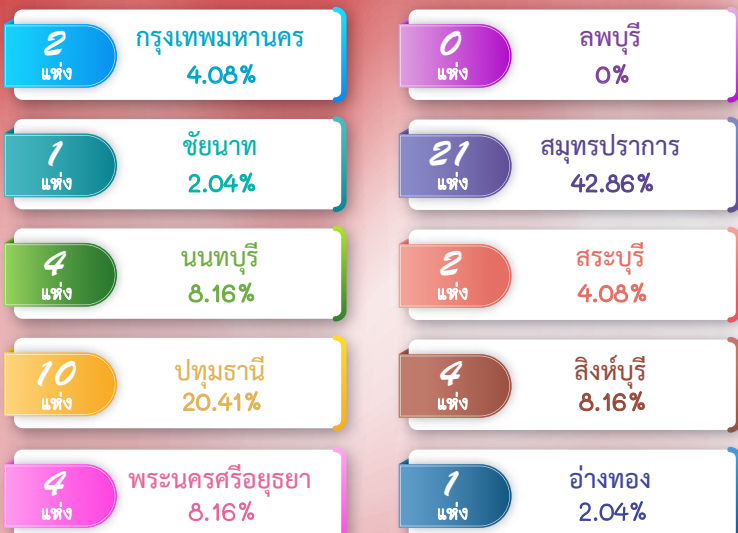 2
แห่ง
กรุงเทพมหานคร
4.08%
0
แห่ง
ลพบุรี
0%
1
แห่ง
ชัยนาท
2.04%
21
แห่ง
สมุทรปราการ
42.86%
4
แห่ง
นนทบุรี
8.16%
2
แห่ง
สระบุรี
4.08%
10
แห่ง
ปทุมธานี
20.41%
4
แห่ง
สิงห์บุรี
8.16%
4
แห่ง
พระนครศรีอยุธยา
8.16%
1
แห่ง
อ่างทอง
2.04%